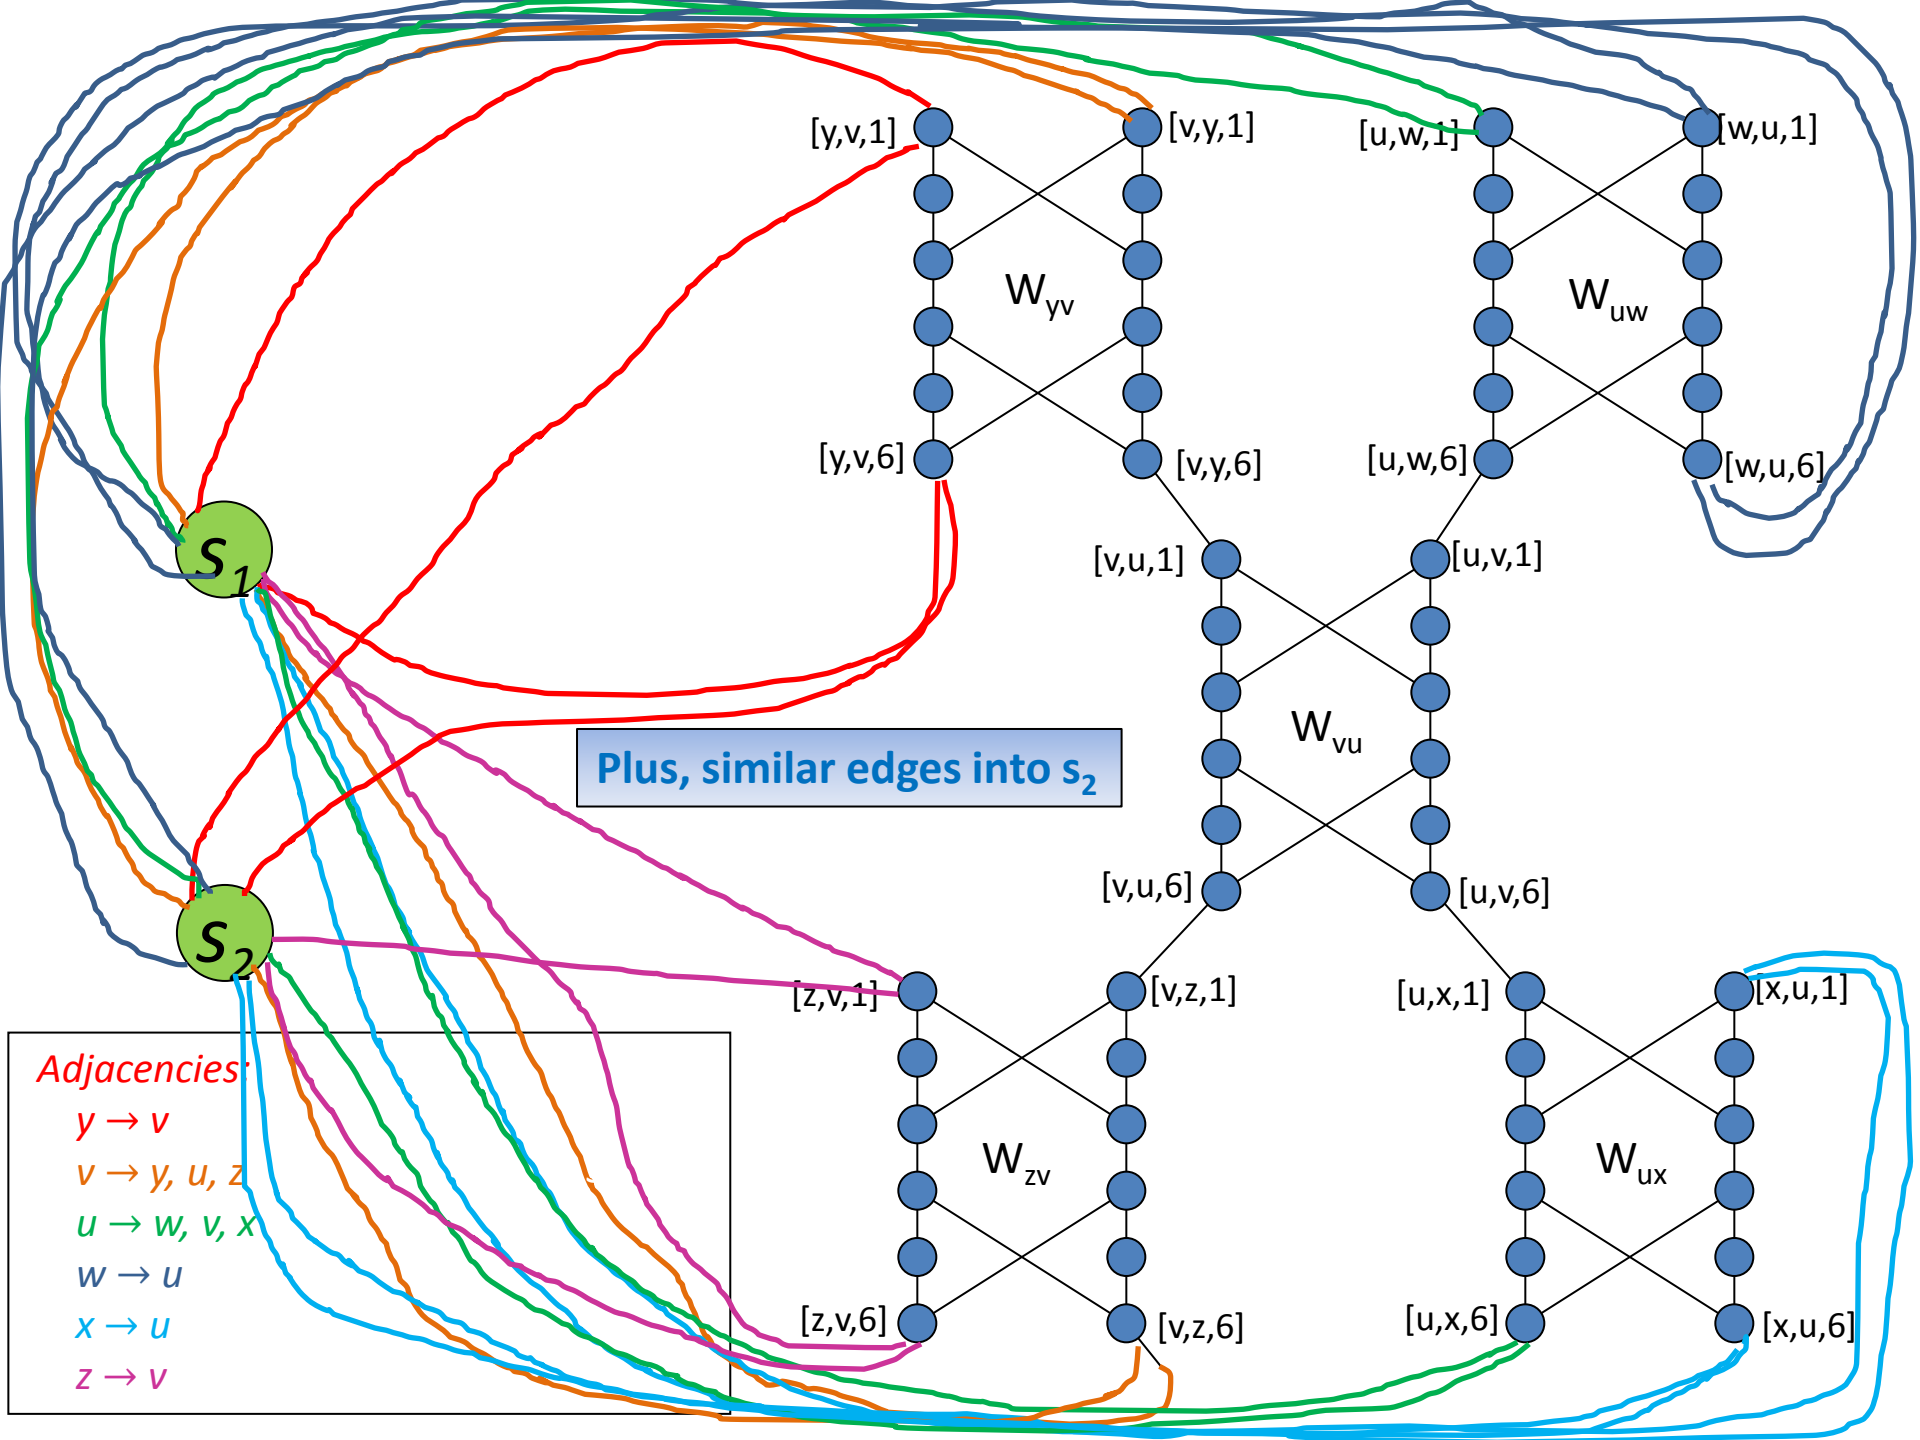 [y,v,1]
[v,y,1]
[u,w,1]
[w,u,1]
W_yv
W_uw
[y,v,6]
[v,y,6]
[u,w,6]
[w,u,6]
s_1
[v,u,1]
[u,v,1]
W_vu
Plus, similar edges into s_2
[v,u,6]
[u,v,6]
s_2
[z,v,1]
[v,z,1]
[u,x,1]
[x,u,1]
W_zv
W_ux
[z,v,6]
[v,z,6]
[u,x,6]
[x,u,6]
Adjacencies:
y → v
v → y, u, z
u → w, v, x
w → u
x → u
z → v